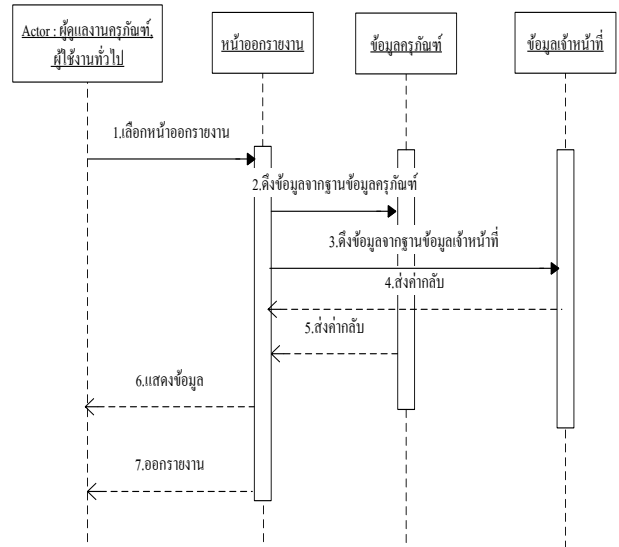 Actor : ผู้ดูแลงานครุภัณฑ์,
ผู้ใช้งานทั่วไป
หน้าออกรายงาน
ข้อมูลครุภัณฑ์
ข้อมูลเจ้าหน้าที่
1.เลือกหน้าออกรายงาน
2.ดึงข้อมูลจากฐานข้อมูลครุภัณฑ์
3.ดึงข้อมูลจากฐานข้อมูลเจ้าหน้าที่
4.ส่งค่ากลับ
5.ส่งค่ากลับ
6.แสดงข้อมูล
7.ออกรายงาน